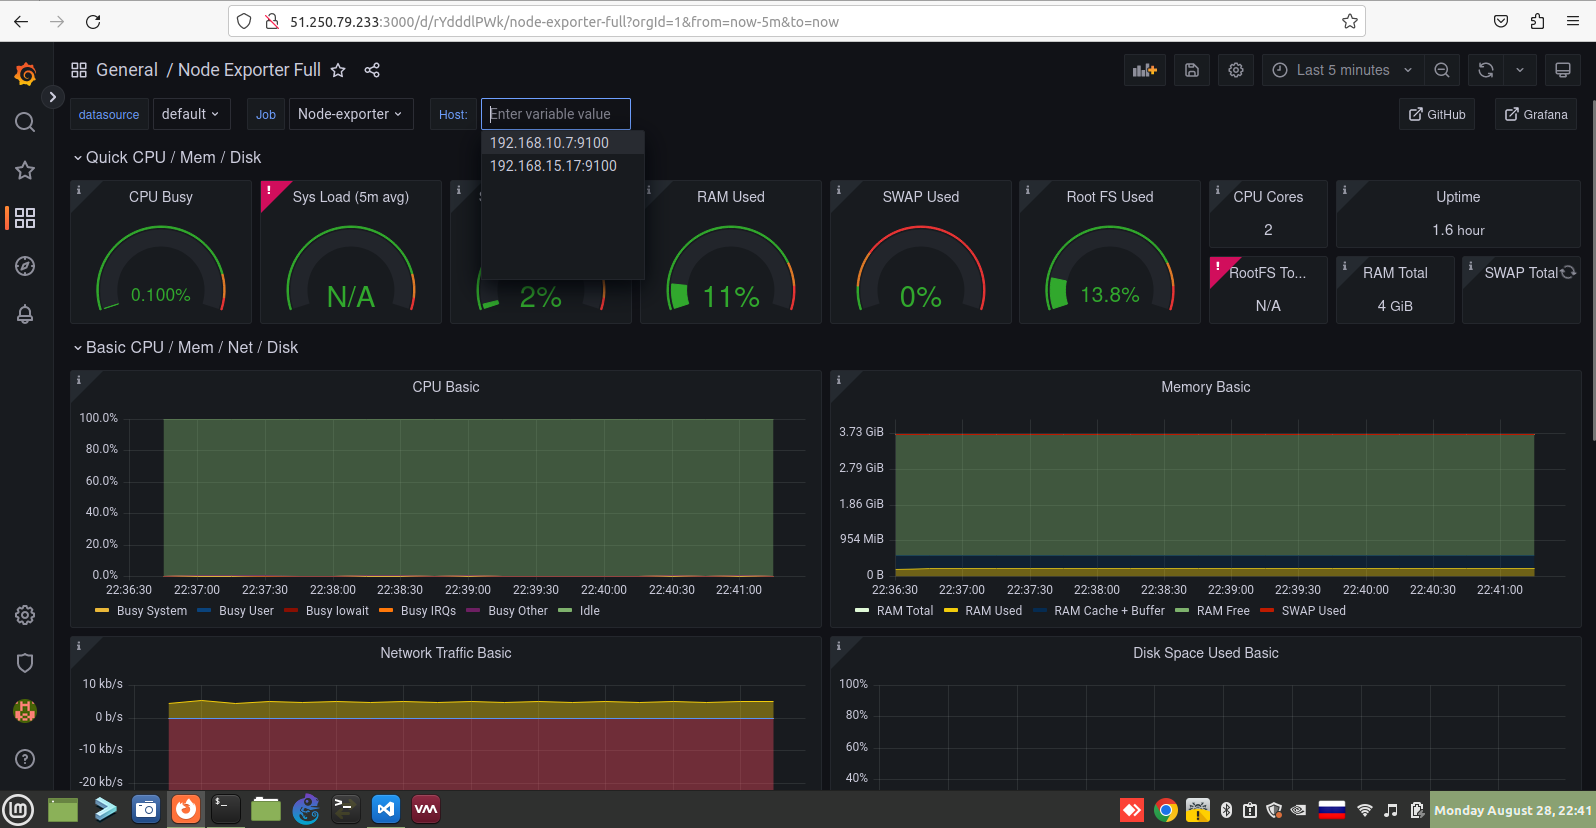 51.250.79.233:3000/d/rYdddlPWk/node-exporter-full?orgId=1&from=now-5m&to=now
General / Node Exporter Full
Last 5 minutes
datasource default Job Node-exporter Host: Enter variable value
GitHub Grafana
192.168.10.7:9100
192.168.15.17:9100
Quick CPU / Mem / Disk
CPU Busy
0.100%
Sys Load (5m avg)
N/A
S
2%
RAM Used
11%
SWAP Used
0%
Root FS Used
13.8%
CPU Cores
2
Uptime
1.6 hour
RootFS To...
N/A
RAM Total
4 GiB
SWAP Total
Basic CPU / Mem / Net / Disk
CPU Basic
100.0%
80.0%
60.0%
40.0%
20.0%
0.0%
22:36:30 22:37:00 22:37:30 22:38:00 22:38:30 22:39:00 22:39:30 22:40:00 22:40:30 22:41:00
Busy System Busy User Busy Iowait Busy IRQs Busy Other Idle
Memory Basic
3.73 GiB
2.79 GiB
1.86 GiB
954 MiB
0 B
22:36:30 22:37:00 22:37:30 22:38:00 22:38:30 22:39:00 22:39:30 22:40:00 22:40:30 22:41:00
RAM Total RAM Used RAM Cache + Buffer RAM Free SWAP Used
Network Traffic Basic
10 kb/s
0 b/s
-10 kb/s
-20 kb/s
Disk Space Used Basic
100%
80%
60%
40%
Monday August 28, 22:41